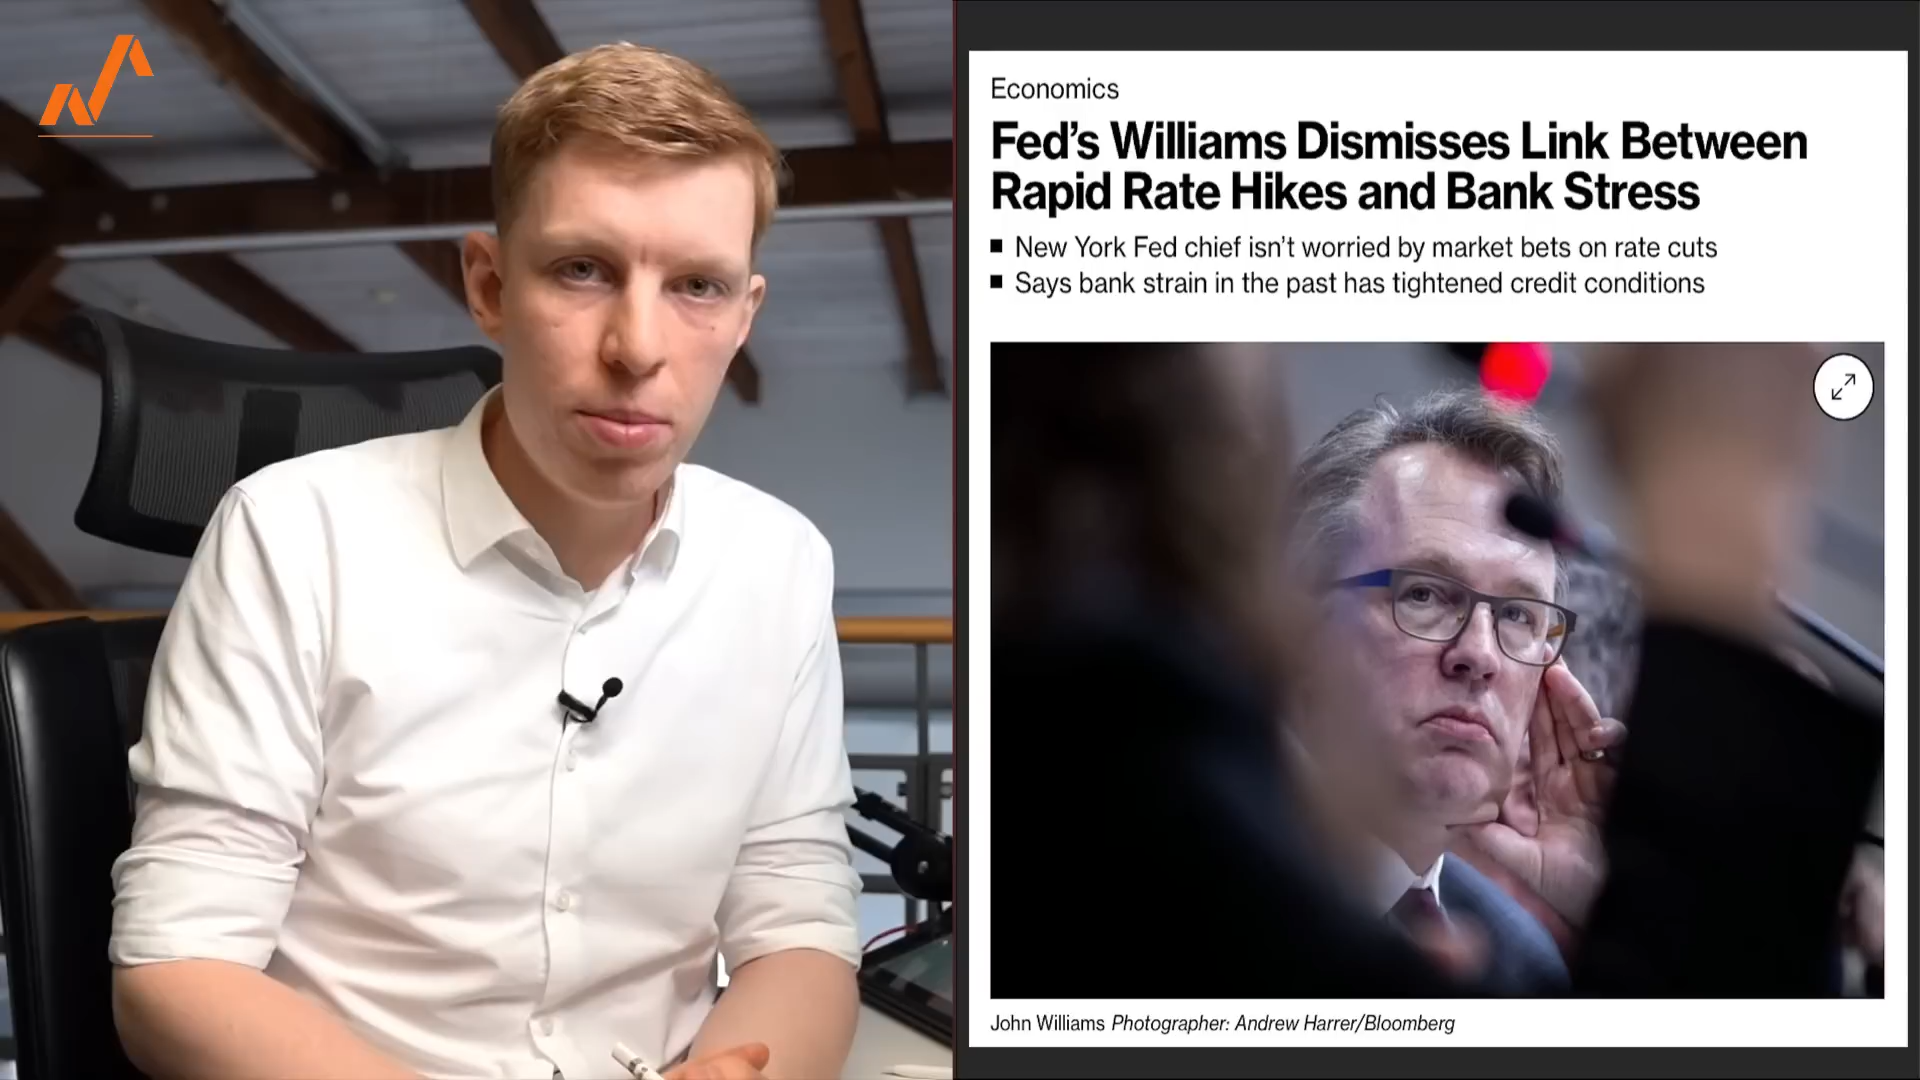 Economics
Fed's Williams Dismisses Link Between
Rapid Rate Hikes and Bank Stress
New York Fed chief isn't worried by market bets on rate cuts
Says bank strain in the past has tightened credit conditions
John Williams Photographer: Andrew Harrer/Bloomberg